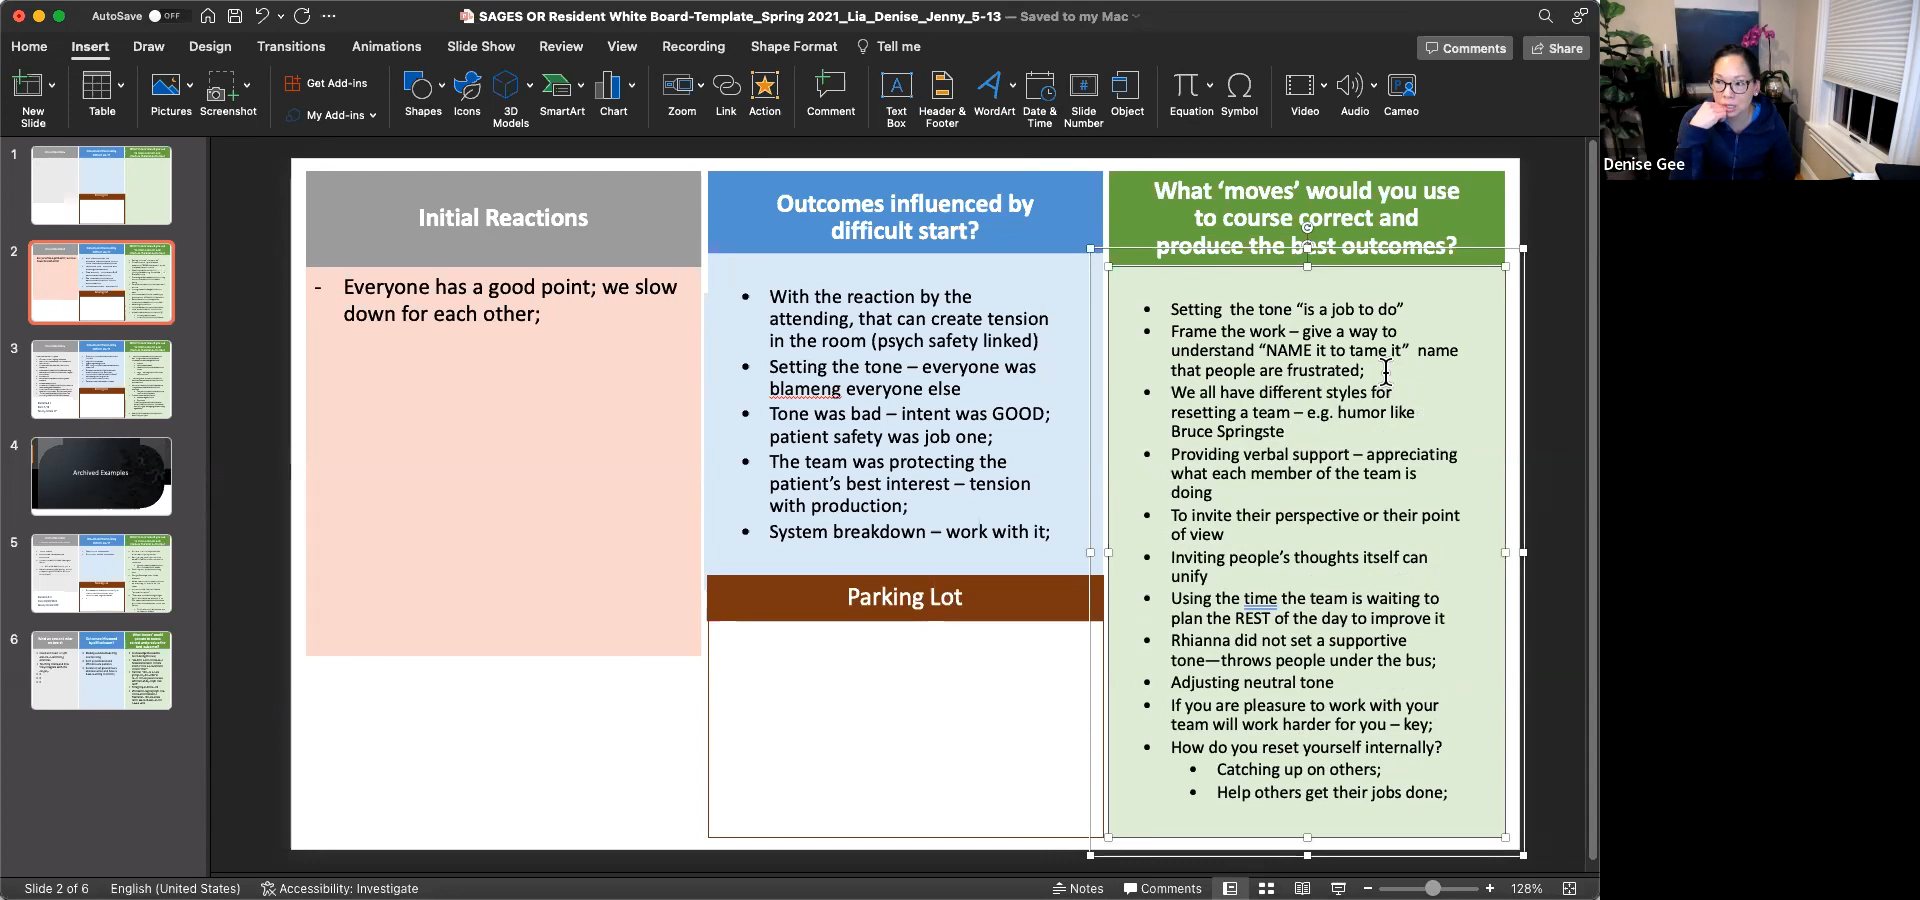 AutoSave OFF
SAGES OR Resident White Board-Template_Spring 2021_Lia_Denise_Jenny_5-13 — Saved to my Mac
Home Insert Draw Design Transitions Animations Slide Show Review View Recording Shape Format Tell me
Comments Share
New Slide
Table
Pictures
Screenshot
Get Add-ins
My Add-ins
Shapes
Icons
3D Models
SmartArt
Chart
Zoom
Link
Action
Comment
Text Box
Header & Footer
WordArt
Date & Time
Slide Number
Object
Equation
Symbol
Video
Audio
Cameo
Denise Gee
1
2
3
4
Archived Examples
5
6
Initial Reactions
- Everyone has a good point; we slow
down for each other;
Outcomes influenced by
difficult start?
• With the reaction by the
attending, that can create tension
in the room (psych safety linked)
• Setting the tone – everyone was
blameng everyone else
• Tone was bad – intent was GOOD;
patient safety was job one;
• The team was protecting the
patient’s best interest – tension
with production;
• System breakdown – work with it;
Parking Lot
What ‘moves’ would you use
to course correct and
produce the best outcomes?
• Setting the tone “is a job to do”
• Frame the work – give a way to
understand “NAME it to tame it” name
that people are frustrated;
• We all have different styles for
resetting a team – e.g. humor like
Bruce Springste
• Providing verbal support – appreciating
what each member of the team is
doing
• To invite their perspective or their point
of view
• Inviting people’s thoughts itself can
unify
• Using the time the team is waiting to
plan the REST of the day to improve it
• Rhianna did not set a supportive
tone—throws people under the bus;
• Adjusting neutral tone
• If you are pleasure to work with your
team will work harder for you – key;
• How do you reset yourself internally?
• Catching up on others;
• Help others get their jobs done;
Slide 2 of 6 English (United States) Accessibility: Investigate
Notes Comments 128%